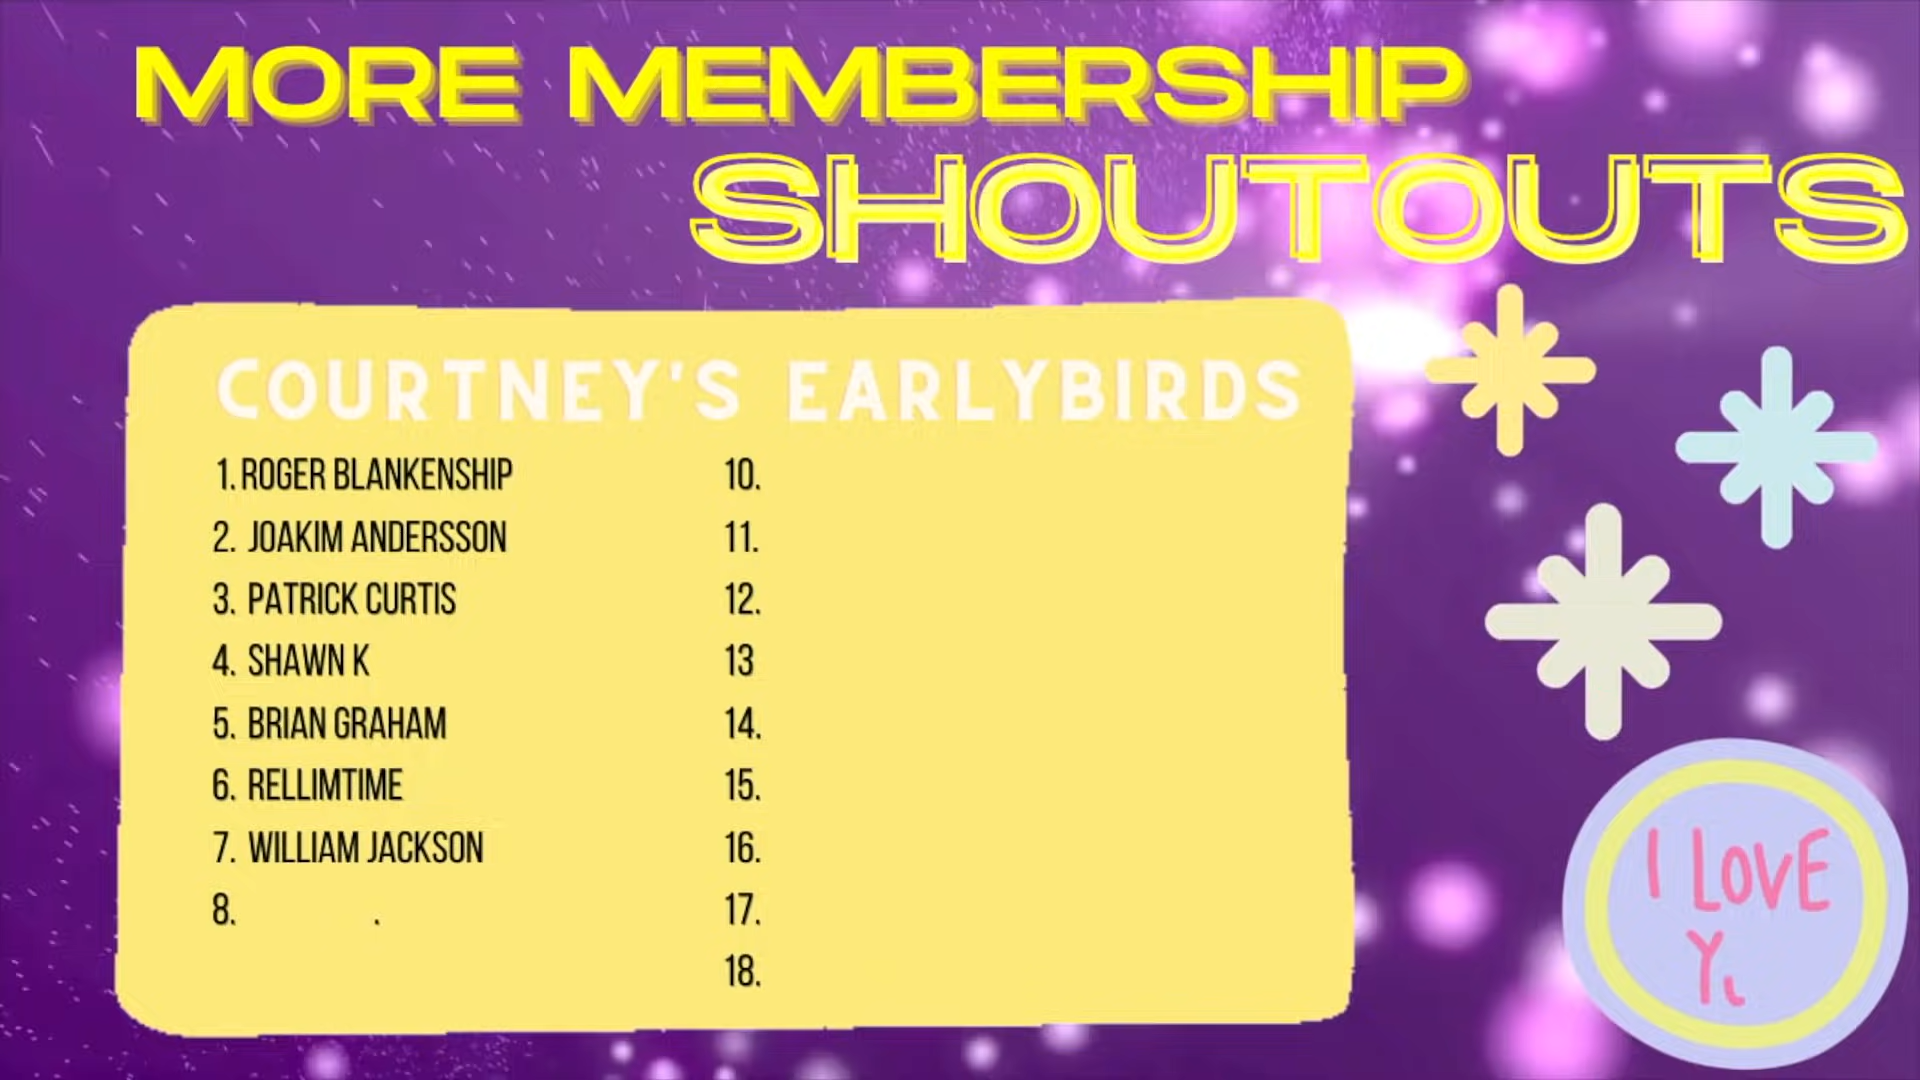 MORE MEMBERSHIP
SHOUTOUTS
COURTNEY'S EARLYBIRDS
1. ROGER BLANKENSHIP
2. JOAKIM ANDERSSON
3. PATRICK CURTIS
4. SHAWN K
5. BRIAN GRAHAM
6. RELLIMTIME
7. WILLIAM JACKSON
8. .
10.
11.
12.
13
14.
15.
16.
17.
18.
I LOVE